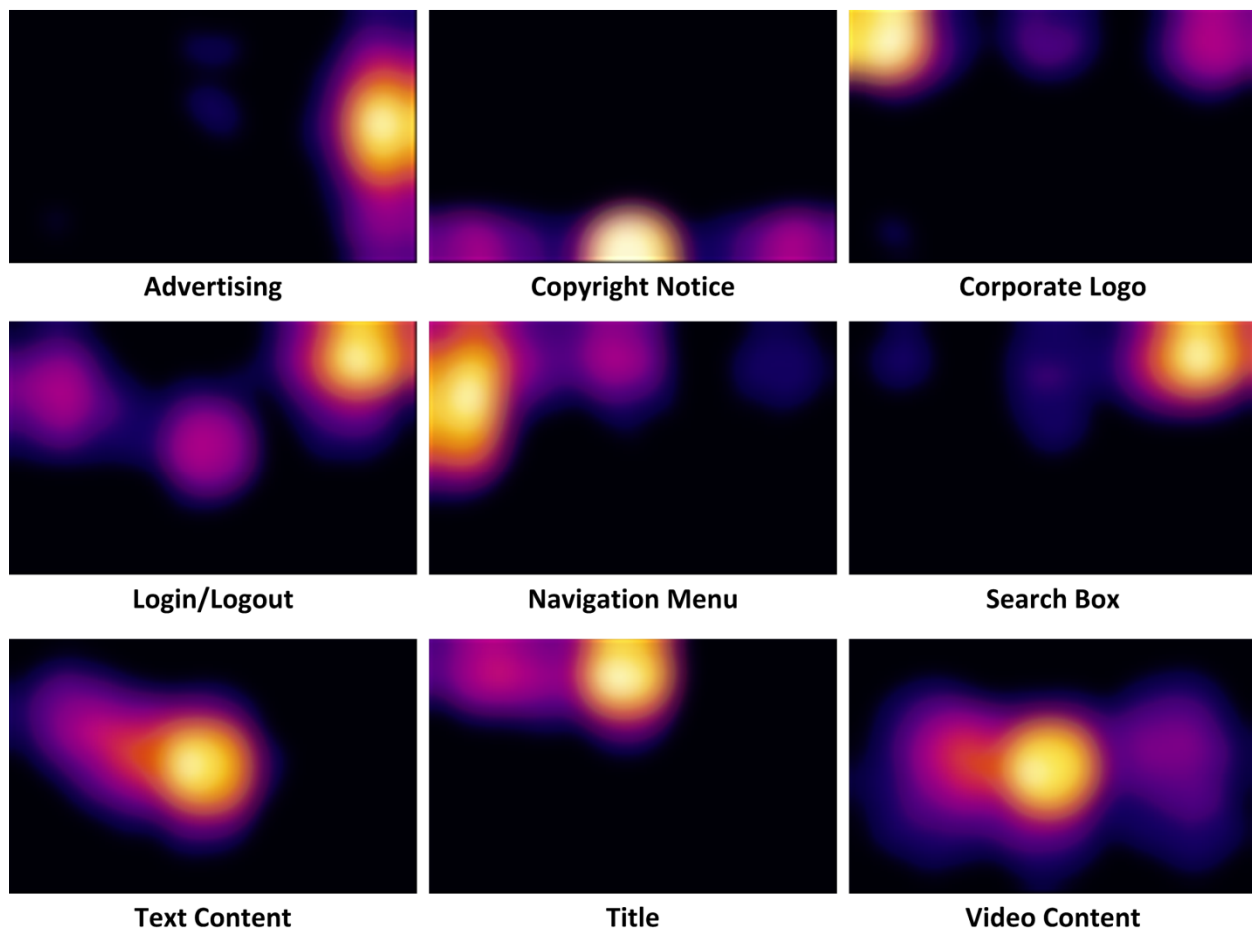 Advertising
Copyright Notice
Corporate Logo
Login/Logout
Navigation Menu
Search Box
Text Content
Title
Video Content